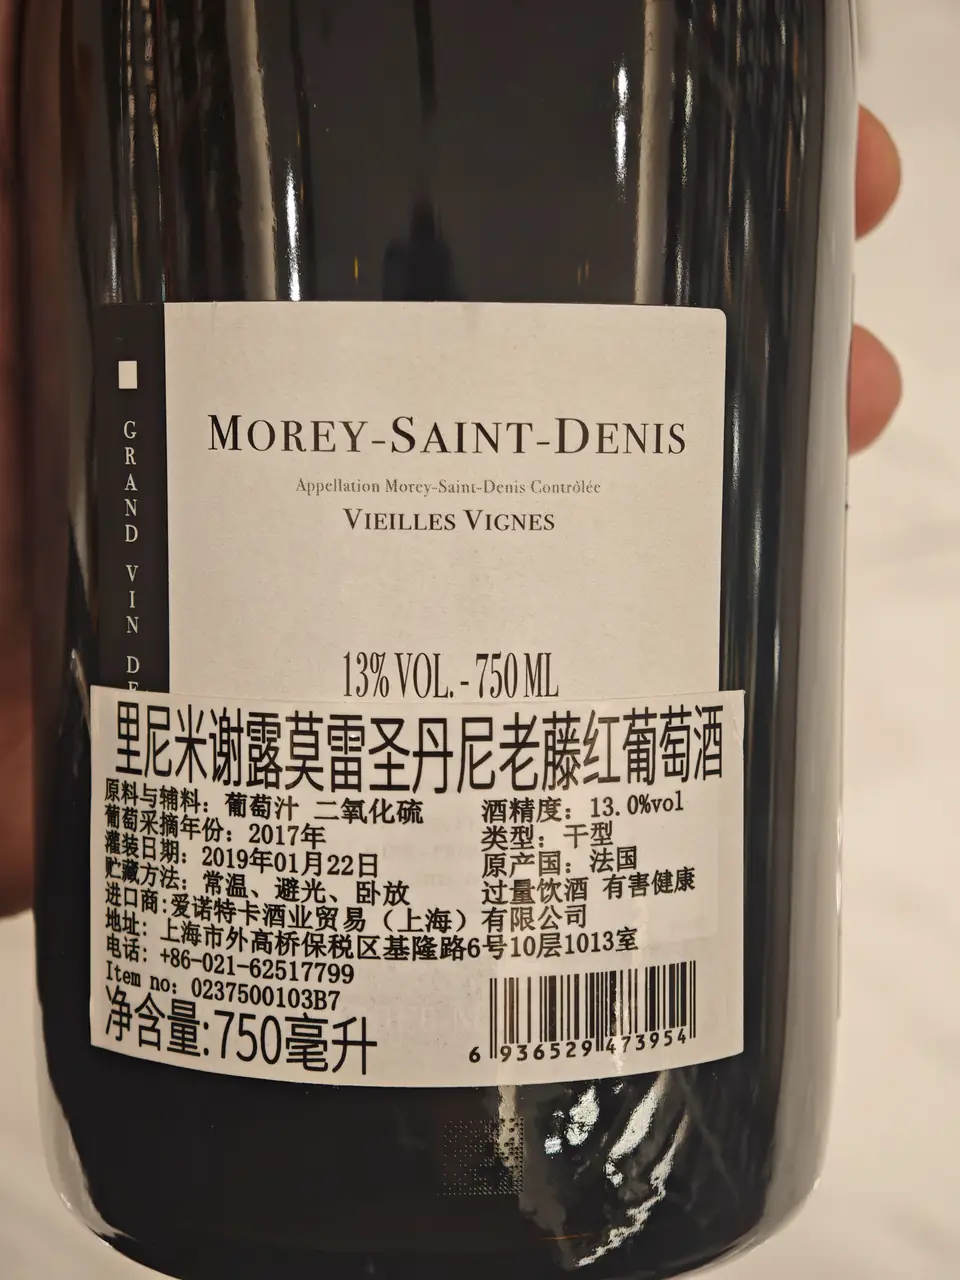 GRAND VIN DE
MOREY-SAINT-DENIS
Appellation Morey-Saint-Denis Contrôlée
VIEILLES VIGNES
13% VOL. - 750 ML
里尼米谢露莫雷圣丹尼老藤红葡萄酒
原料与辅料: 葡萄汁 二氧化硫
葡萄采摘年份: 2017年
灌装日期: 2019年01月22日
贮藏方法: 常温、避光、卧放
酒精度: 13.0%vol
类型: 干型
原产国: 法国
过量饮酒 有害健康
进口商:爱诺特卡酒业贸易（上海）有限公司
地址: 上海市外高桥保税区基隆路6号10层1013室
电话: +86-021-62517799
Item no: 0237500103B7
净含量:750毫升
6 936529 473954